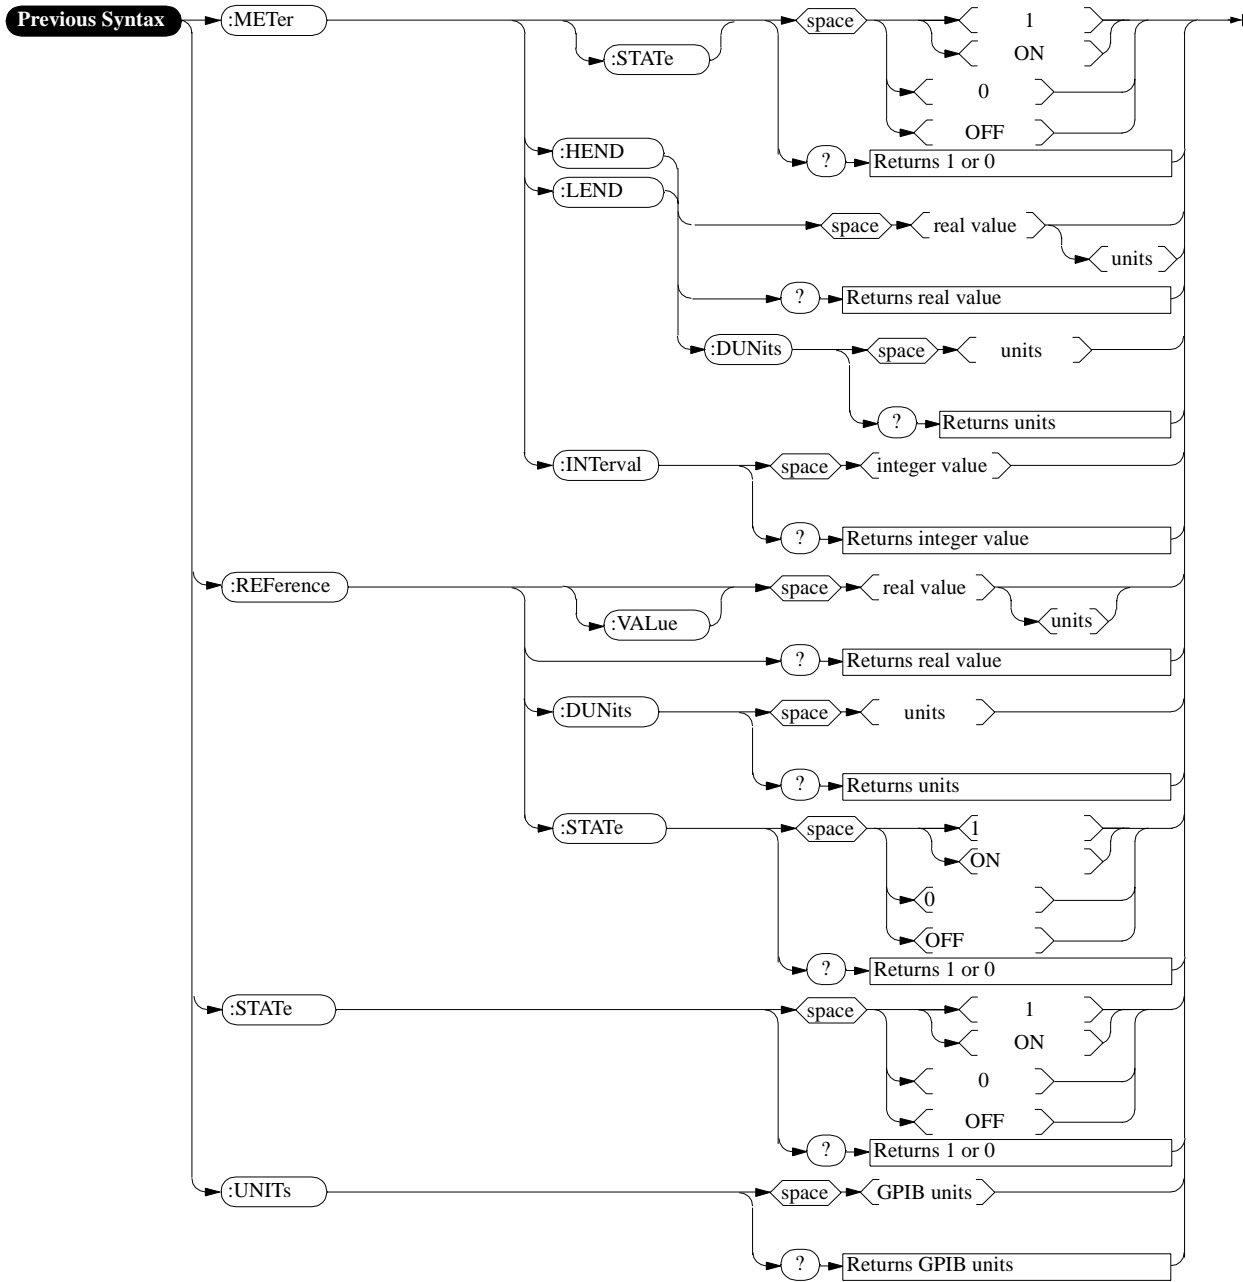 Previous Syntax :METer space 1
:STATe ON
0
OFF
:HEND ? Returns 1 or 0
:LEND
space real value
units
? Returns real value
:DUNits space units
? Returns units
:INTerval space integer value
? Returns integer value
:REFerence space real value
:VALue units
? Returns real value
:DUNits space units
? Returns units
:STATe space 1
ON
0
OFF
? Returns 1 or 0
:STATe space 1
ON
0
OFF
? Returns 1 or 0
:UNITs space GPIB units
? Returns GPIB units